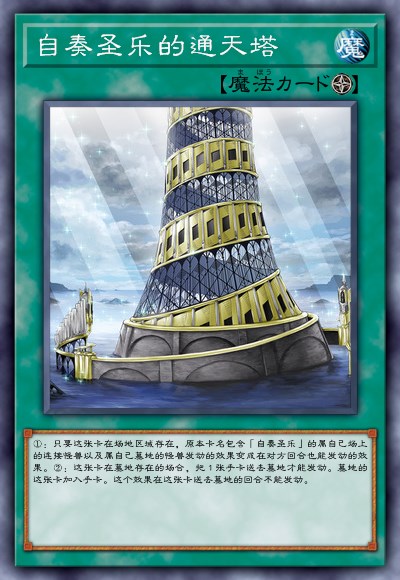 自奏圣乐的通天塔
魔
【魔法カード】
まほう
①：只要这张卡在场地区域存在，原本卡名包含「自奏圣乐」的属自己场上
的连接怪兽以及属自己墓地的怪兽发动的效果变成在对方回合也能发动的效
果。②：这张卡在墓地存在的场合，把１张手卡送去墓地才能发动。墓地的
这张卡加入手卡。这个效果在这张卡送去墓地的回合不能发动。